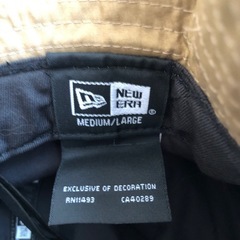 NEW ERA
MEDIUM/LARGE ®
EXCLUSIVE OF DECORATION
RN11493 CA40289